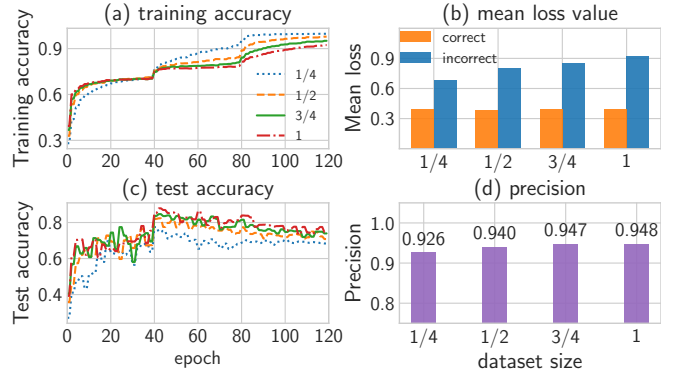 (a) training accuracy
Training accuracy
0.9
0.6
0.3
0 20 40 60 80 100 120
1/4
1/2
3/4
1
(b) mean loss value
Mean loss
0.9
0.6
0.3
correct
incorrect
1/4 1/2 3/4 1
(c) test accuracy
Test accuracy
0.8
0.6
0.4
0 20 40 60 80 100 120
epoch
(d) precision
Precision
1.0
0.9
0.8
0.926 0.940 0.947 0.948
1/4 1/2 3/4 1
dataset size